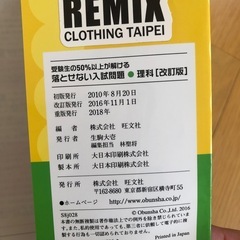 REMIX
CLOTHING TAIPEI
受験生の50%以上が解ける
落とせない入試問題 ● 理科[改訂版]
初版発行 2010年8月20日
改訂版発行 2016年11月1日
重版発行 2018年
編者 株式会社 旺文社
発行人 生駒大壱
編集担当 林聖将
印刷所 大日本印刷株式会社
製本所 大日本印刷株式会社
発行所 株式会社 旺文社
〒162-8680 東京都新宿区横寺町55
S8j028
© Obunsha Co.,Ltd. 2016
Printed in Japan